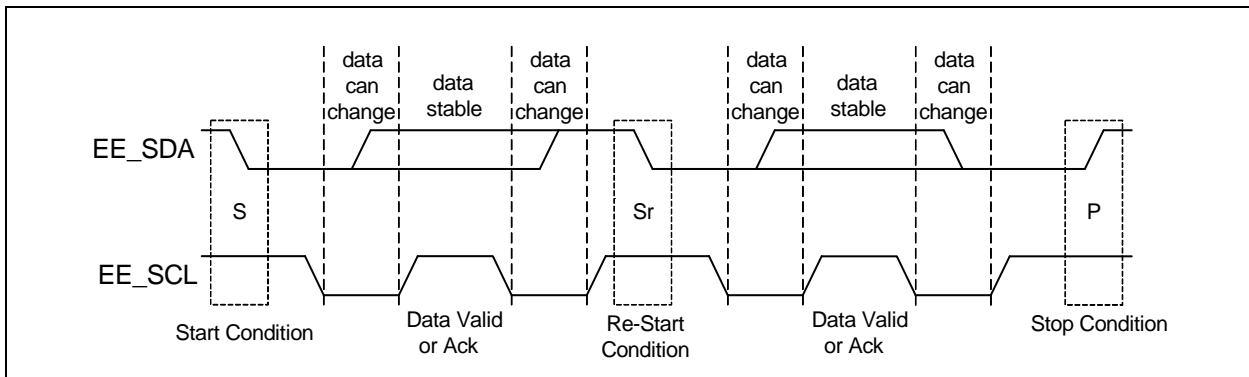 data
can
change
data
stable
data
can
change
data
can
change
data
stable
data
can
change
EE_SDA
S
Sr
P
EE_SCL
Start Condition
Data Valid
or Ack
Re-Start
Condition
Data Valid
or Ack
Stop Condition